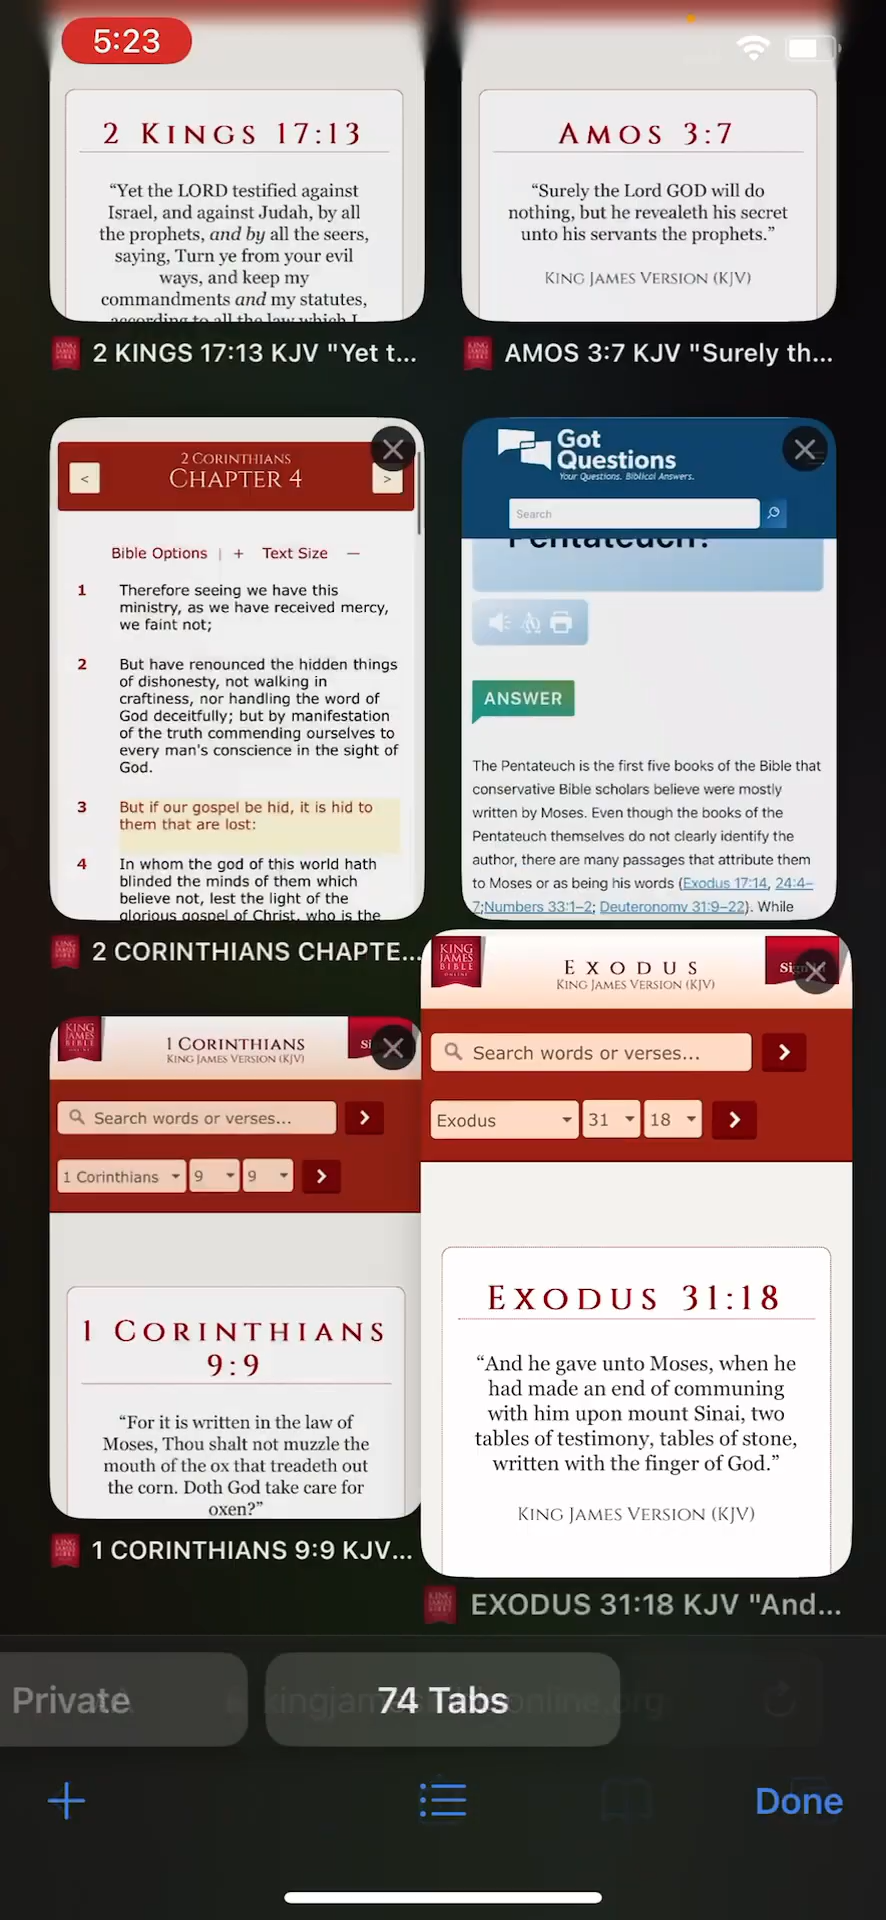 5:23
2 Kings 17:13
“Yet the LORD testified against
Israel, and against Judah, by all
the prophets, and by all the seers,
saying, Turn ye from your evil
ways, and keep my
commandments and my statutes,
according to all the law which I
2 KINGS 17:13 KJV "Yet t...
Amos 3:7
“Surely the Lord GOD will do
nothing, but he revealeth his secret
unto his servants the prophets.”
King James Version (KJV)
AMOS 3:7 KJV "Surely th...
2 Corinthians
Chapter 4
<
>
Bible Options | + Text Size —
1 Therefore seeing we have this
ministry, as we have received mercy,
we faint not;
2 But have renounced the hidden things
of dishonesty, not walking in
craftiness, nor handling the word of
God deceitfully; but by manifestation
of the truth commending ourselves to
every man's conscience in the sight of
God.
3 But if our gospel be hid, it is hid to
them that are lost:
4 In whom the god of this world hath
blinded the minds of them which
believe not, lest the light of the
glorious gospel of Christ, who is the
2 CORINTHIANS CHAPTE...
Got
Questions
Your Questions. Biblical Answers.
Search
Pentateuch?
ANSWER
The Pentateuch is the first five books of the Bible that
conservative Bible scholars believe were mostly
written by Moses. Even though the books of the
Pentateuch themselves do not clearly identify the
author, there are many passages that attribute them
to Moses or as being his words (Exodus 17:14, 24:4–
7;Numbers 33:1–2; Deuteronomy 31:9–22). While
KING
JAMES
BIBLE
1 Corinthians
King James Version (KJV)
Search words or verses...
>
1 Corinthians 9 9 >
1 Corinthians
9:9
“For it is written in the law of
Moses, Thou shalt not muzzle the
mouth of the ox that treadeth out
the corn. Doth God take care for
oxen?”
1 CORINTHIANS 9:9 KJV...
KING
JAMES
BIBLE
Exodus
King James Version (KJV)
Search words or verses...
>
Exodus 31 18 >
Exodus 31:18
“And he gave unto Moses, when he
had made an end of communing
with him upon mount Sinai, two
tables of testimony, tables of stone,
written with the finger of God.”
King James Version (KJV)
EXODUS 31:18 KJV "And...
Private
74 Tabs
Done